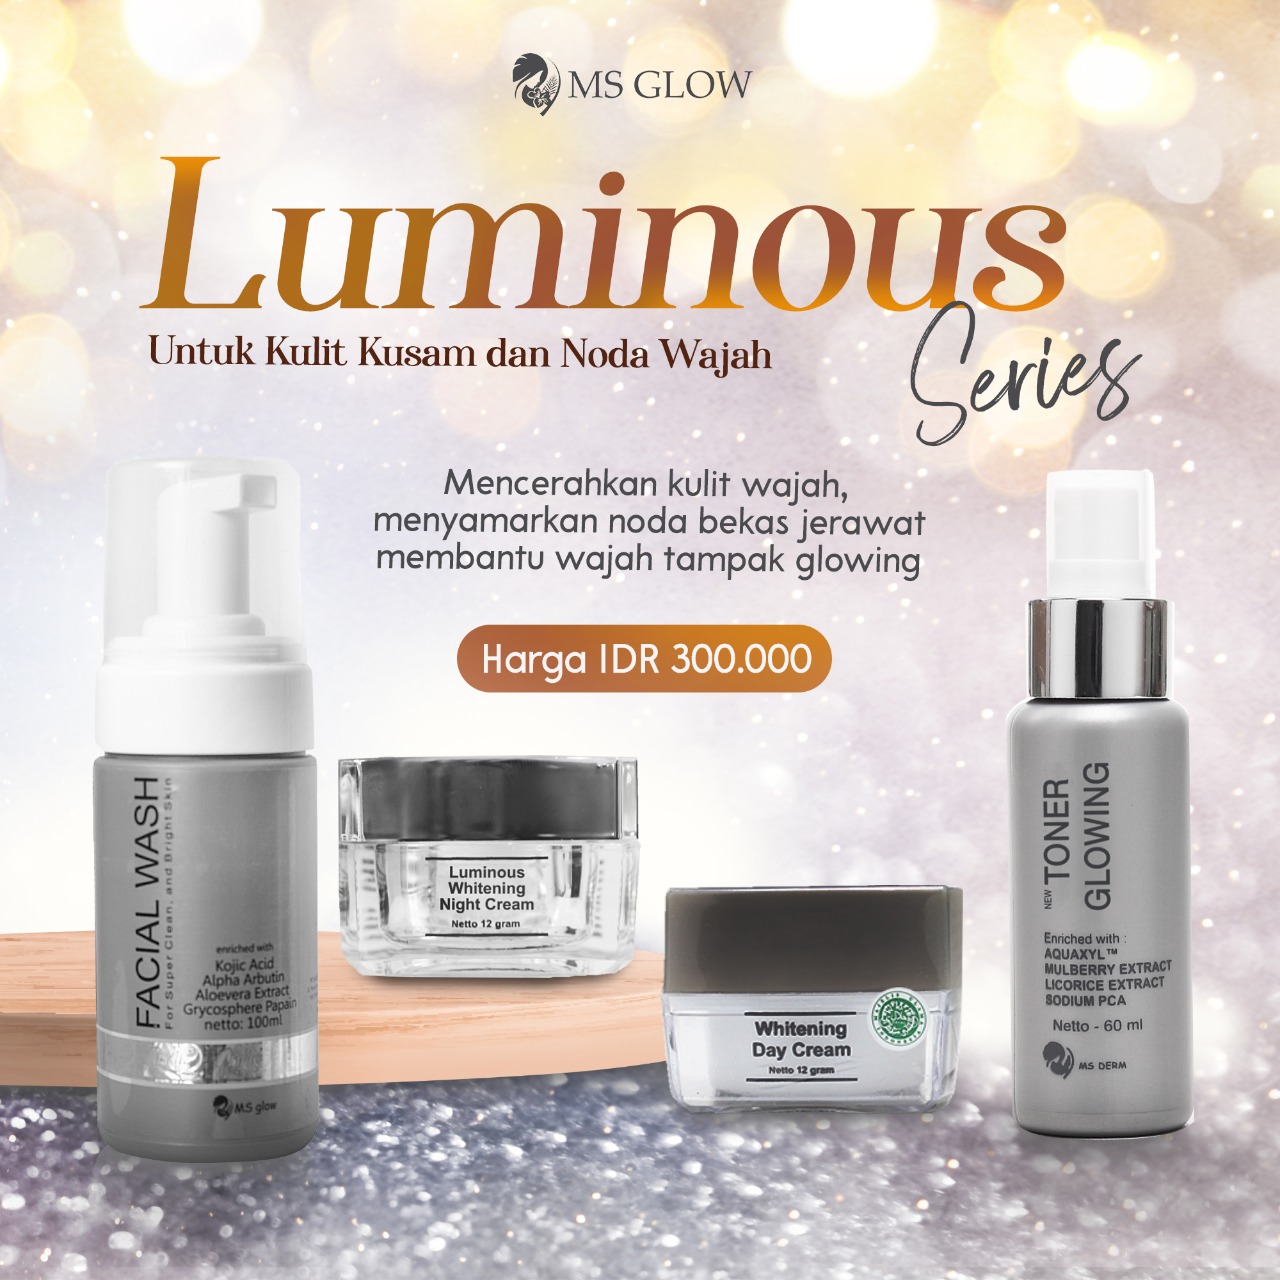 MS GLOW
Luminous
Series
Untuk Kulit Kusam dan Noda Wajah
Mencerahkan kulit wajah,
menyamarkan noda bekas jerawat
membantu wajah tampak glowing
Harga IDR 300.000
FACIAL WASH
For Super Clean, and Bright Skin
enriched with
Kojic Acid
Alpha Arbutin
Aloevera Extract
Grycosphere Papain
netto: 100ml
MS glow
Luminous
Whitening
Night Cream
Netto 12 gram
Whitening
Day Cream
Netto 12 gram
NEW TONER
GLOWING
Enriched with :
AQUAXYL™
MULBERRY EXTRACT
LICORICE EXTRACT
SODIUM PCA
Netto - 60 ml
MS DERM